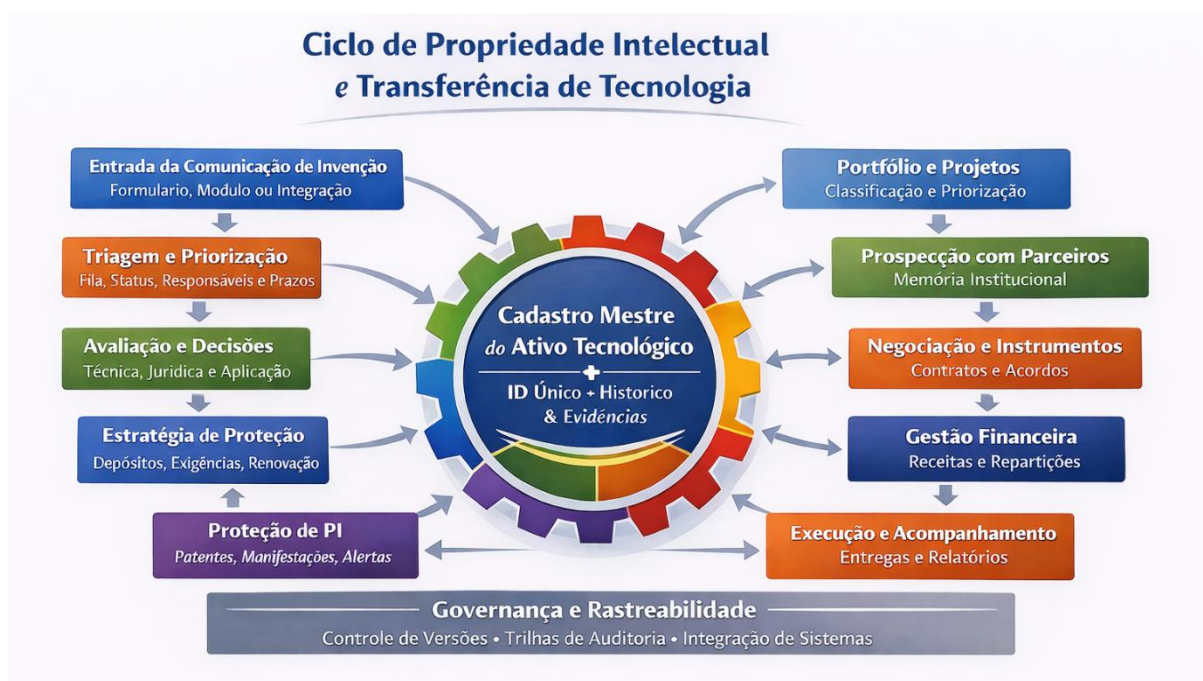 Ciclo de Propriedade Intelectual
e Transferência de Tecnologia
Entrada da Comunicação de Invenção
Formulario, Modulo ou Integração
Triagem e Priorização
Fila, Status, Responsáveis e Prazos
Avaliação e Decisões
Técnica, Juridica e Aplicação
Estratégia de Proteção
Depósitos, Exigências, Renovação
Proteção de PI
Patentes, Manifestações, Alertas
Cadastro Mestre
do Ativo Tecnológico
+
ID Único + Historico
& Evidências
Portfólio e Projetos
Classificação e Priorização
Prospecção com Parceiros
Memória Institucional
Negociação e Instrumentos
Contratos e Acordos
Gestão Financeira
Receitas e Repartições
Execução e Acompanhamento
Entregas e Relatórios
Governança e Rastreabilidade
Controle de Versões • Trilhas de Auditoria • Integração de Sistemas